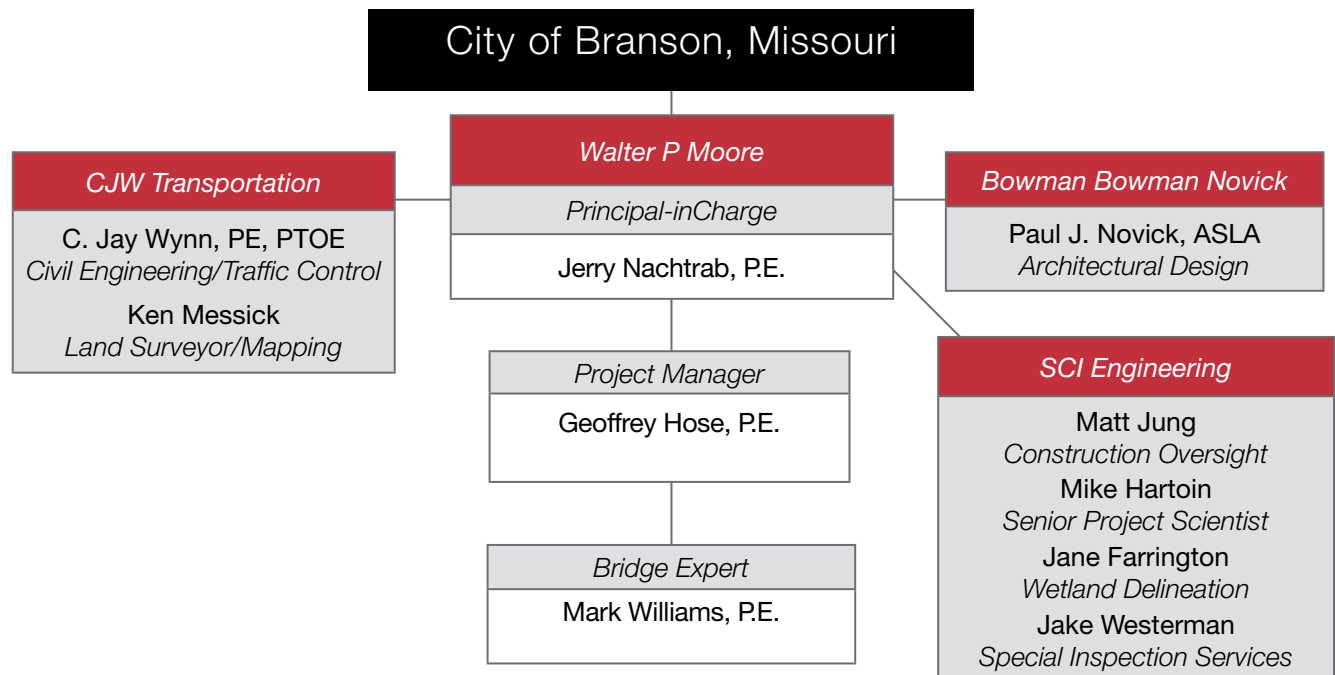 City of Branson, Missouri
Walter P Moore
Principal-inCharge
Jerry Nachtrab, P.E.
CJW Transportation
C. Jay Wynn, PE, PTOE
Civil Engineering/Traffic Control
Ken Messick
Land Surveyor/Mapping
Bowman Bowman Novick
Paul J. Novick, ASLA
Architectural Design
Project Manager
Geoffrey Hose, P.E.
SCI Engineering
Matt Jung
Construction Oversight
Mike Hartoin
Senior Project Scientist
Jane Farrington
Wetland Delineation
Jake Westerman
Special Inspection Services
Bridge Expert
Mark Williams, P.E.